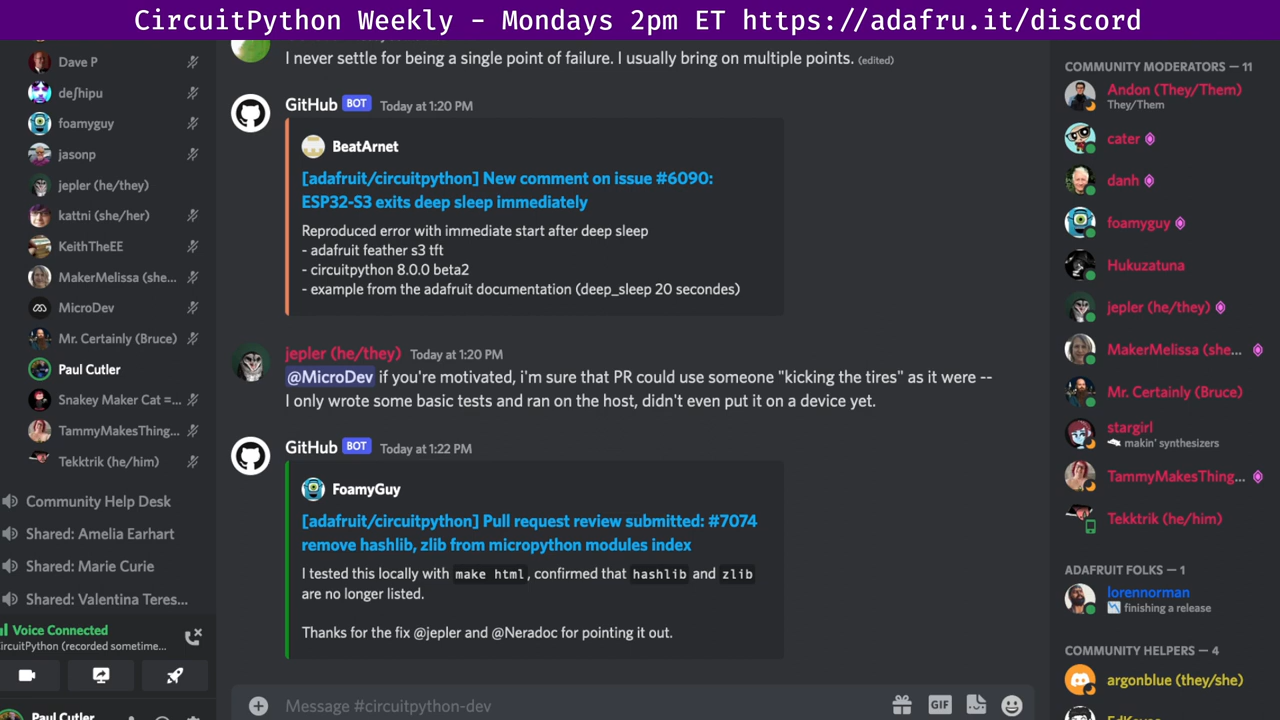 CircuitPython Weekly - Mondays 2pm ET https://adafru.it/discord
Dave P
deʃhipu
foamyguy
jasonp
jepler (he/they)
kattni (she/her)
KeithTheEE
MakerMelissa (she...
MicroDev
Mr. Certainly (Bruce)
Paul Cutler
Snakey Maker Cat =...
TammyMakesThing...
Tekktrik (he/him)
Community Help Desk
Shared: Amelia Earhart
Shared: Marie Curie
Shared: Valentina Teres...
Voice Connected
CircuitPython (recorded sometime...
Paul Cutler
I never settle for being a single point of failure. I usually bring on multiple points. (edited)
GitHub BOT Today at 1:20 PM
BeatArnet
[adafruit/circuitpython] New comment on issue #6090:
ESP32-S3 exits deep sleep immediately
Reproduced error with immediate start after deep sleep
- adafruit feather s3 tft
- circuitpython 8.0.0 beta2
- example from the adafruit documentation (deep_sleep 20 secondes)
jepler (he/they) Today at 1:20 PM
@MicroDev if you're motivated, i'm sure that PR could use someone "kicking the tires" as it were --
I only wrote some basic tests and ran on the host, didn't even put it on a device yet.
GitHub BOT Today at 1:22 PM
FoamyGuy
[adafruit/circuitpython] Pull request review submitted: #7074
remove hashlib, zlib from micropython modules index
I tested this locally with make html, confirmed that hashlib and zlib
are no longer listed.
Thanks for the fix @jepler and @Neradoc for pointing it out.
Message #circuitpython-dev
GIF
COMMUNITY MODERATORS — 11
Andon (They/Them)
They/Them
cater
danh
foamyguy
Hukuzatuna
jepler (he/they)
MakerMelissa (she...
Mr. Certainly (Bruce)
stargirl
makin' synthesizers
TammyMakesThing...
Tekktrik (he/him)
ADAFRUIT FOLKS — 1
lorennorman
finishing a release
COMMUNITY HELPERS — 4
argonblue (they/she)